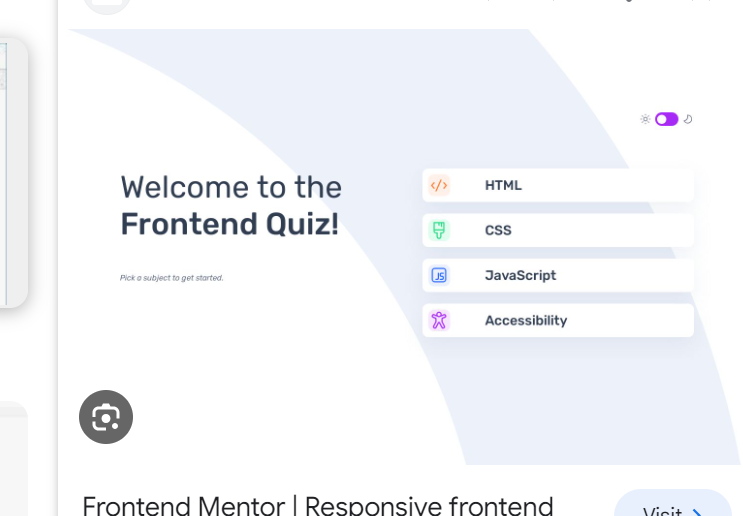 Welcome to the
Frontend Quiz!
Pick a subject to get started.
</> HTML
CSS
JS JavaScript
Accessibility
Frontend Mentor | Responsive frontend
Visit